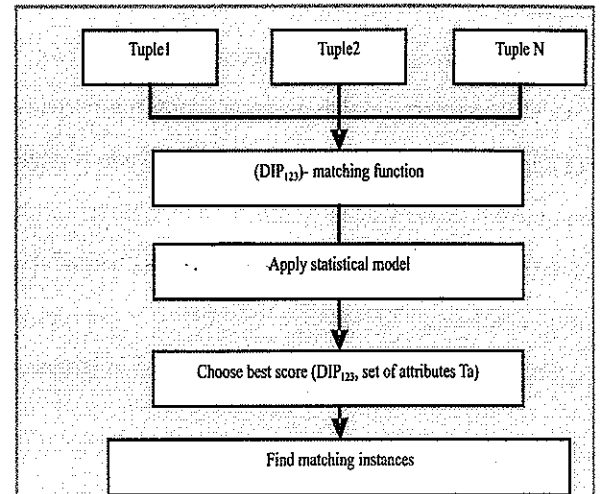 Tuple1 Tuple2 Tuple N
(DIP₁₂₃)- matching function
Apply statistical model
Choose best score (DIP₁₂₃, set of attributes Ta)
Find matching instances